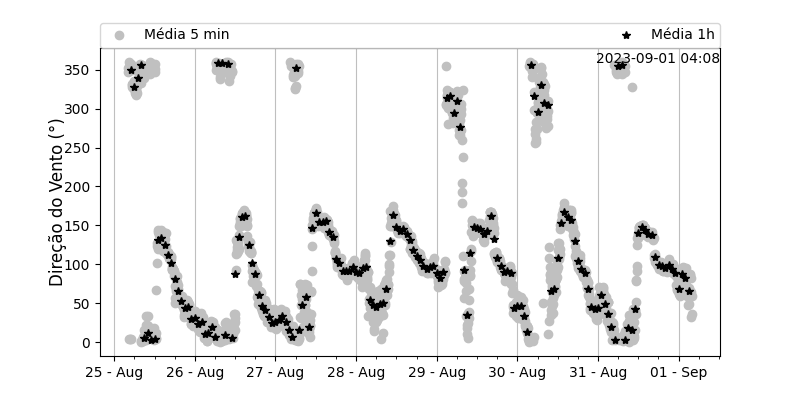 Média 5 min
Média 1h
2023-09-01 04:08
Direção do Vento (°)
350
300
250
200
150
100
50
0
25 - Aug
26 - Aug
27 - Aug
28 - Aug
29 - Aug
30 - Aug
31 - Aug
01 - Sep